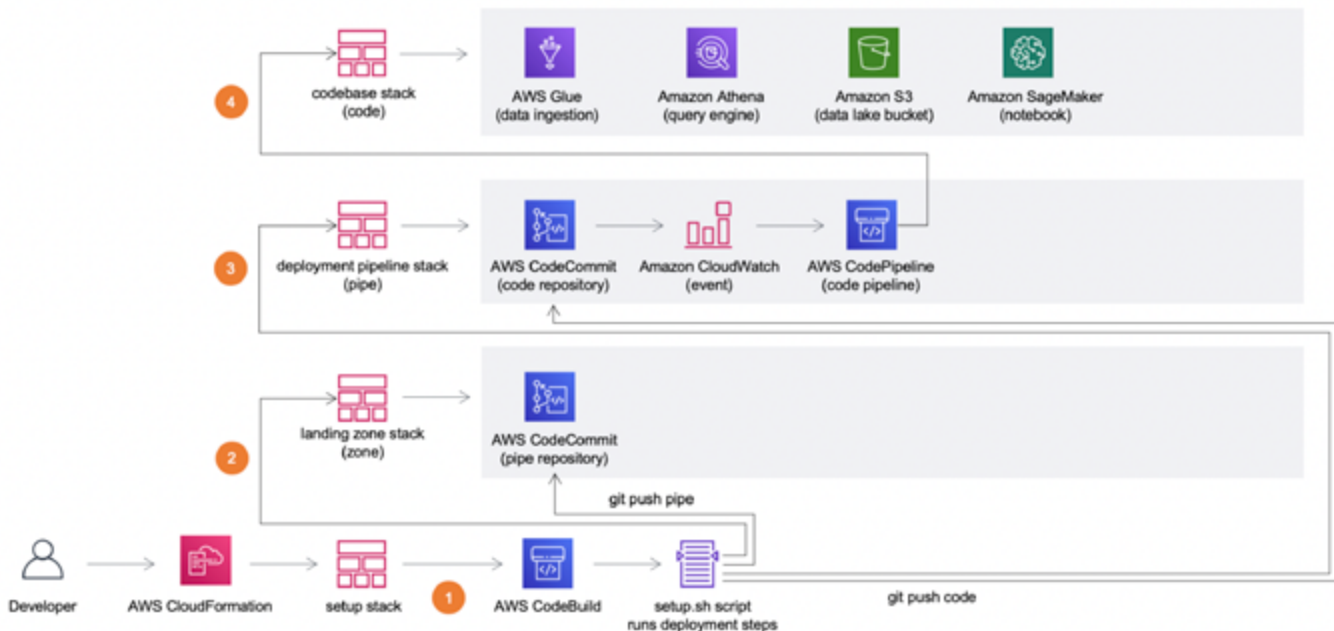 4
codebase stack
(code)
AWS Glue
(data ingestion)
Amazon Athena
(query engine)
Amazon S3
(data lake bucket)
Amazon SageMaker
(notebook)
3
deployment pipeline stack
(pipe)
AWS CodeCommit
(code repository)
Amazon CloudWatch
(event)
AWS CodePipeline
(code pipeline)
2
landing zone stack
(zone)
AWS CodeCommit
(pipe repository)
git push pipe
Developer
AWS CloudFormation
setup stack
1
AWS CodeBuild
setup.sh script
runs deployment steps
git push code